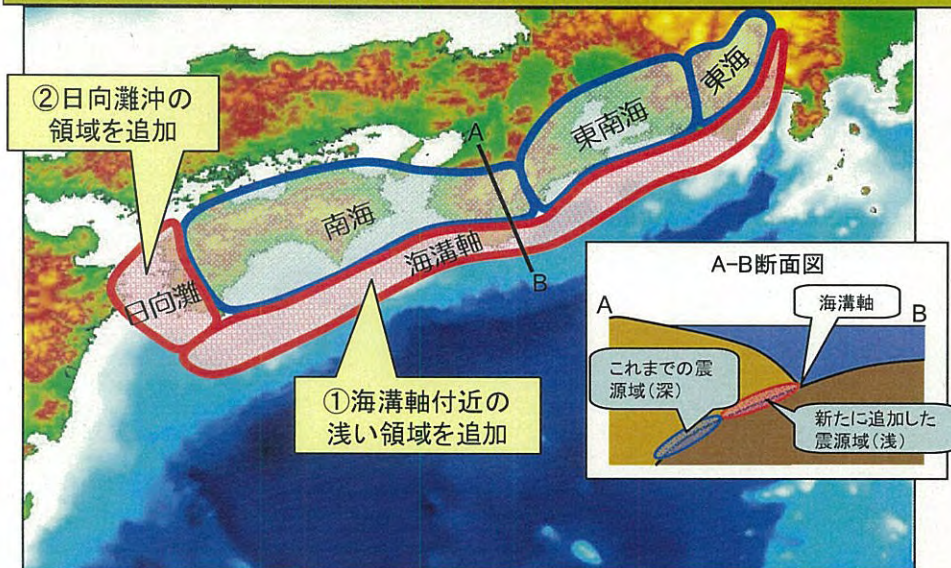 ②日向灘沖の
領域を追加
東海
東南海
A
南海
海溝軸
B
日向灘
①海溝軸付近の
浅い領域を追加
A-B断面図
海溝軸
A
B
これまでの震
源域(深)
新たに追加した
震源域(浅)